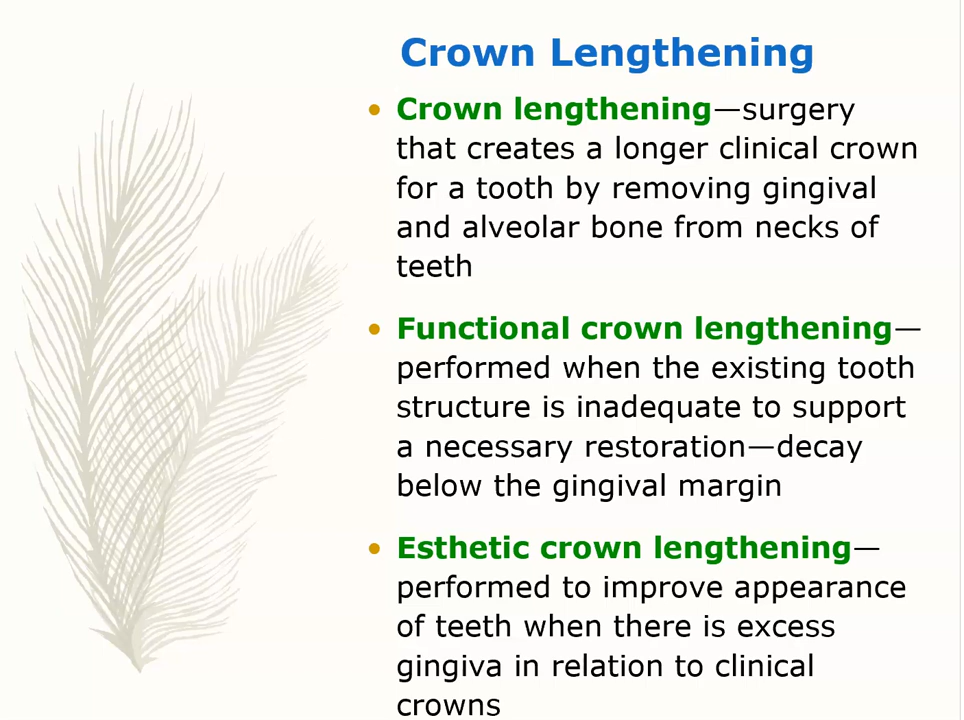 Crown Lengthening
• Crown lengthening—surgery
that creates a longer clinical crown
for a tooth by removing gingival
and alveolar bone from necks of
teeth
• Functional crown lengthening—
performed when the existing tooth
structure is inadequate to support
a necessary restoration—decay
below the gingival margin
• Esthetic crown lengthening—
performed to improve appearance
of teeth when there is excess
gingiva in relation to clinical
crowns